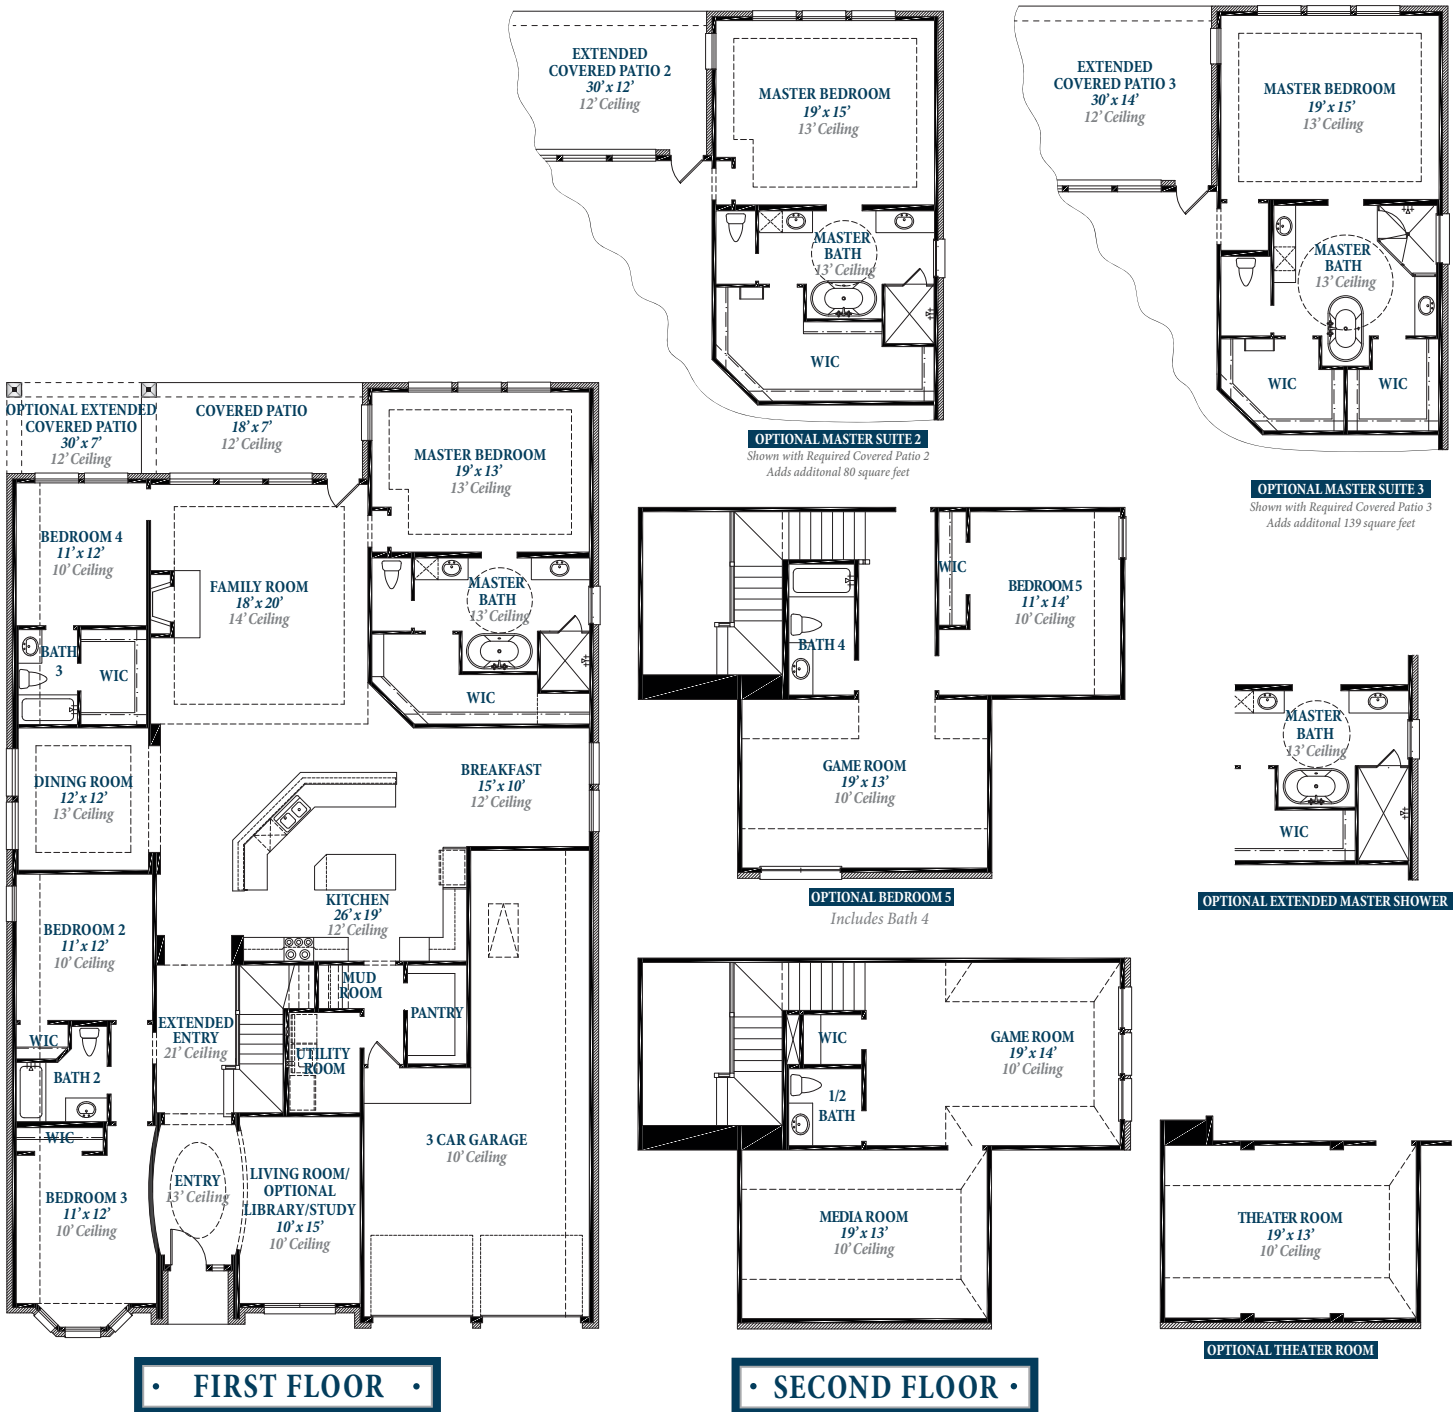 EXTENDED
COVERED PATIO 2
30' x 12'
12' Ceiling
MASTER BEDROOM
19' x 15'
13' Ceiling
MASTER
BATH
13' Ceiling
WIC
OPTIONAL MASTER SUITE 2
Shown with Required Covered Patio 2
Adds additonal 80 square feet
EXTENDED
COVERED PATIO 3
30' x 14'
12' Ceiling
MASTER BEDROOM
19' x 15'
13' Ceiling
MASTER
BATH
13' Ceiling
WIC
WIC
OPTIONAL MASTER SUITE 3
Shown with Required Covered Patio 3
Adds additonal 139 square feet
OPTIONAL EXTENDED
COVERED PATIO
30' x 7'
12' Ceiling
COVERED PATIO
18' x 7'
12' Ceiling
MASTER BEDROOM
19' x 13'
13' Ceiling
BEDROOM 4
11' x 12'
10' Ceiling
FAMILY ROOM
18' x 20'
14' Ceiling
MASTER
BATH
13' Ceiling
BATH
3
WIC
WIC
DINING ROOM
12' x 12'
13' Ceiling
BREAKFAST
15' x 10'
12' Ceiling
KITCHEN
26' x 19'
12' Ceiling
BEDROOM 2
11' x 12'
10' Ceiling
MUD
ROOM
PANTRY
EXTENDED
ENTRY
21' Ceiling
WIC
UTILITY
ROOM
BATH 2
WIC
3 CAR GARAGE
10' Ceiling
BEDROOM 3
11' x 12'
10' Ceiling
ENTRY
13' Ceiling
LIVING ROOM/
OPTIONAL
LIBRARY/STUDY
10' x 15'
10' Ceiling
FIRST FLOOR
WIC
BEDROOM 5
11' x 14'
10' Ceiling
BATH 4
GAME ROOM
19' x 13'
10' Ceiling
OPTIONAL BEDROOM 5
Includes Bath 4
MASTER
BATH
13' Ceiling
WIC
OPTIONAL EXTENDED MASTER SHOWER
WIC
GAME ROOM
19' x 14'
10' Ceiling
1/2
BATH
MEDIA ROOM
19' x 13'
10' Ceiling
SECOND FLOOR
THEATER ROOM
19' x 13'
10' Ceiling
OPTIONAL THEATER ROOM